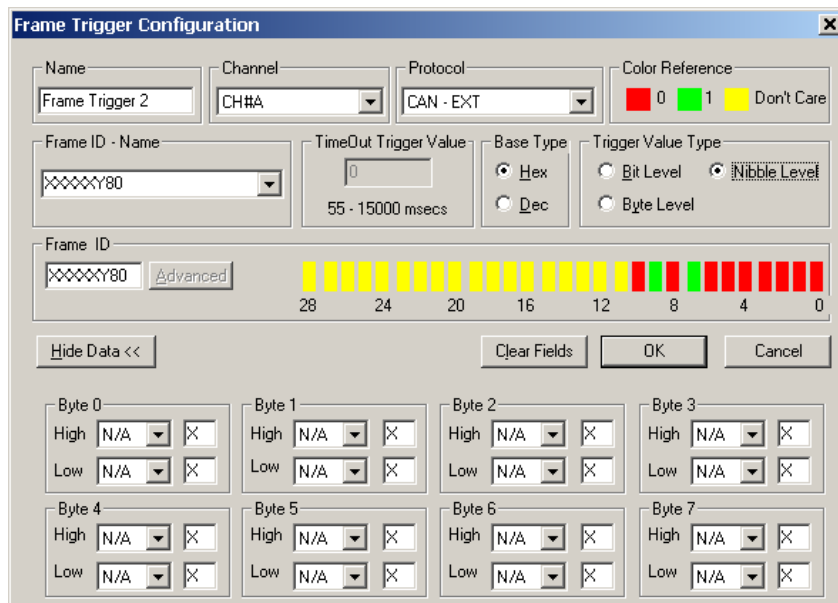 Frame Trigger Configuration
Name Channel Protocol Color Reference
Frame Trigger 2 CH#A CAN - EXT 0 1 Don't Care
Frame ID - Name TimeOut Trigger Value Base Type Trigger Value Type
XXXXXY80 0 Hex Bit Level Nibble Level
55 - 15000 msecs Dec Byte Level
Frame ID
XXXXXY80 Advanced
28 24 20 16 12 8 4 0
Hide Data << Clear Fields OK Cancel
Byte 0 Byte 1 Byte 2 Byte 3
High N/A X High N/A X High N/A X High N/A X
Low N/A X Low N/A X Low N/A X Low N/A X
Byte 4 Byte 5 Byte 6 Byte 7
High N/A X High N/A X High N/A X High N/A X
Low N/A X Low N/A X Low N/A X Low N/A X